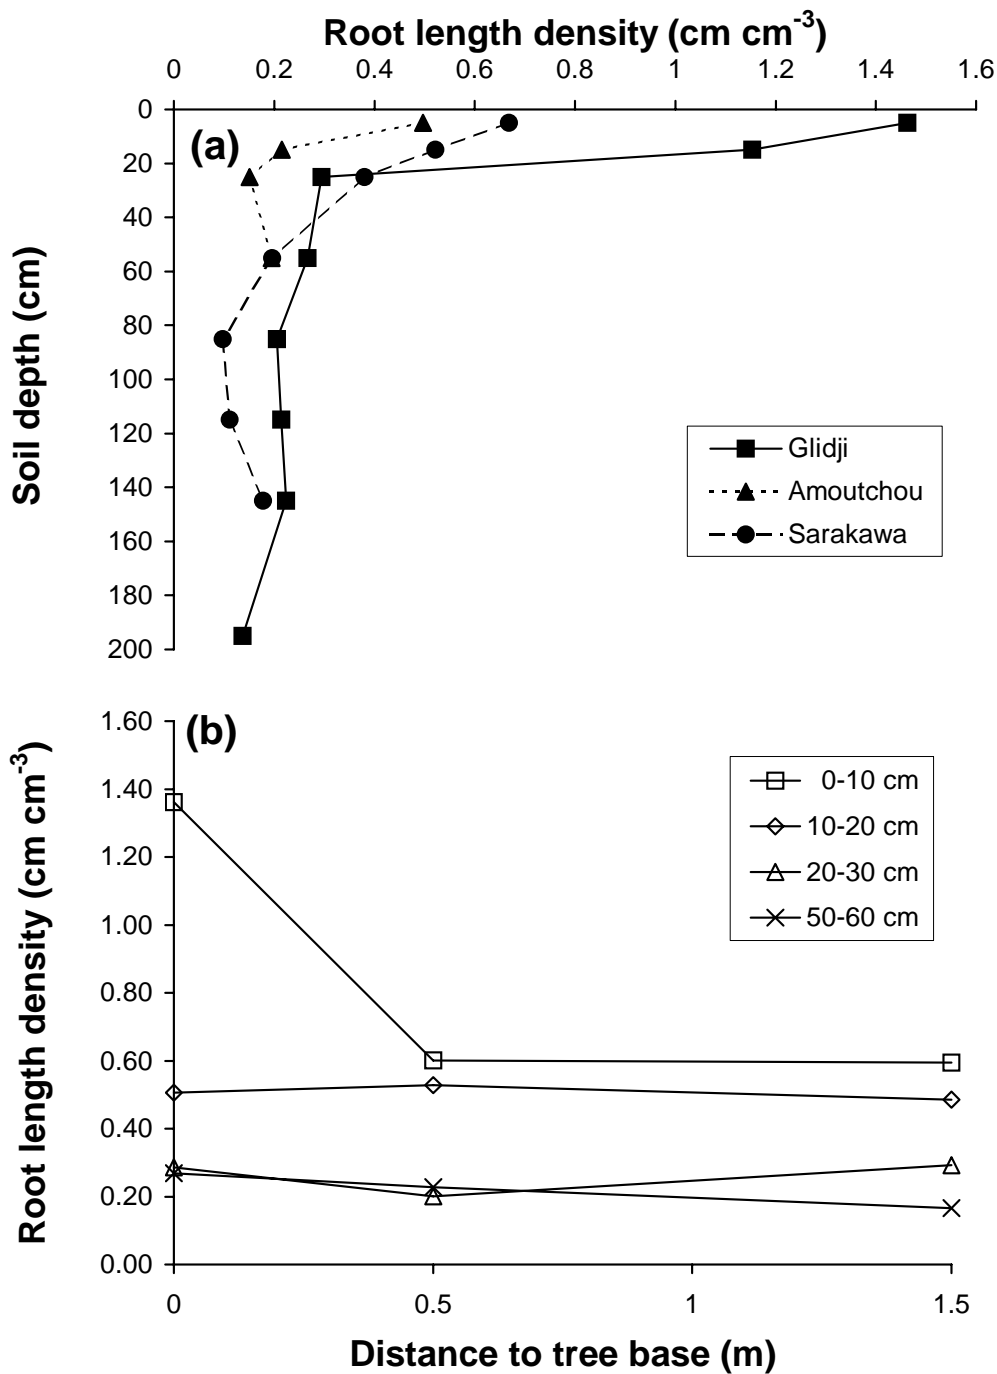 Root length density (cm cm-3)
0 0.2 0.4 0.6 0.8 1 1.2 1.4 1.6
(a)
0
20
40
60
80
100
120
140
160
180
200
Soil depth (cm)
Glidji
Amoutchou
Sarakawa
(b)
1.60
1.40
1.20
1.00
0.80
0.60
0.40
0.20
0.00
Root length density (cm cm-3)
0-10 cm
10-20 cm
20-30 cm
50-60 cm
0 0.5 1 1.5
Distance to tree base (m)